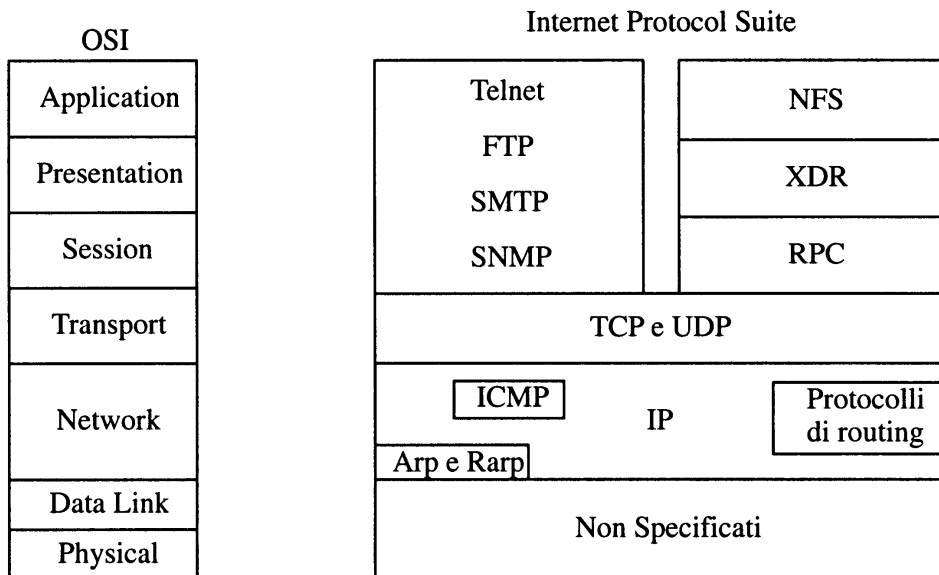 OSI
Application
Presentation
Session
Transport
Network
Data Link
Physical
Internet Protocol Suite
Telnet
FTP
SMTP
SNMP
NFS
XDR
RPC
TCP e UDP
ICMP
IP
Protocolli
di routing
Arp e Rarp
Non Specificati